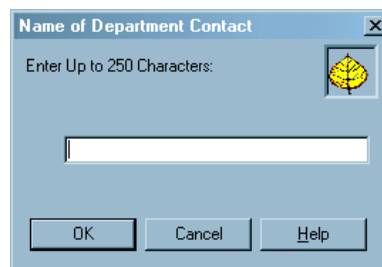 Name of Department Contact
Enter Up to 250 Characters:
OK Cancel Help